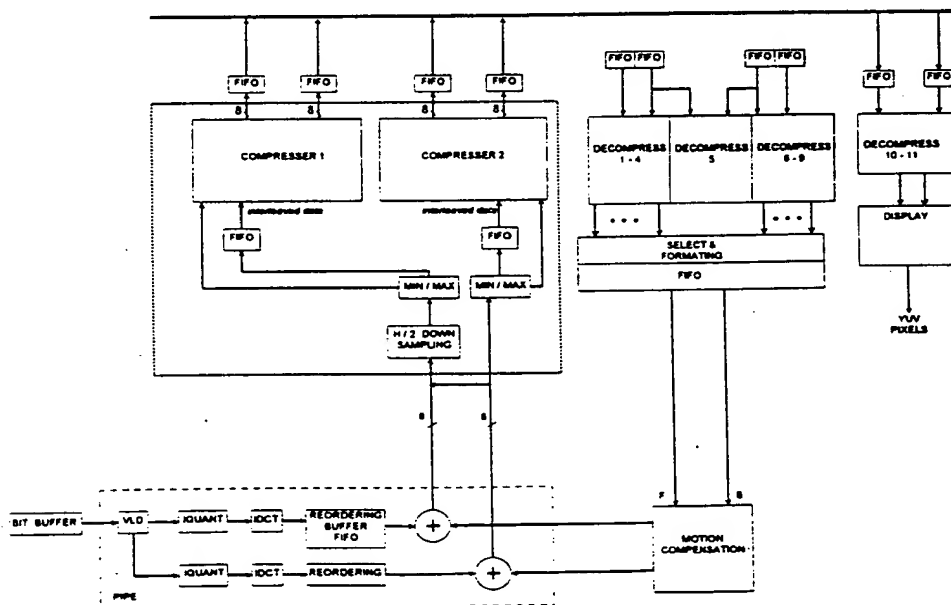 FIFO FIFO FIFO FIFO FIFO FIFO FIFO FIFO FIFO FIFO
8 8 8 8
COMPRESSER 1
COMPRESSER 2
DECOMPRESS
1 - 4
DECOMPRESS
5
DECOMPRESS
6 - 9
DECOMPRESS
10 - 11
interleaved data
interleaved data
FIFO
FIFO
DISPLAY
SELECT &
FORMATING
FIFO
MIN / MAX
MIN / MAX
YUV
PIXELS
H / 2 DOWN
SAMPLING
8 8
F B
BIT BUFFER
VLD
IQUANT
IDCT
REORDERING
BUFFER
FIFO
+
MOTION
COMPENSATION
IQUANT
IDCT
REORDERING
+
PIPE